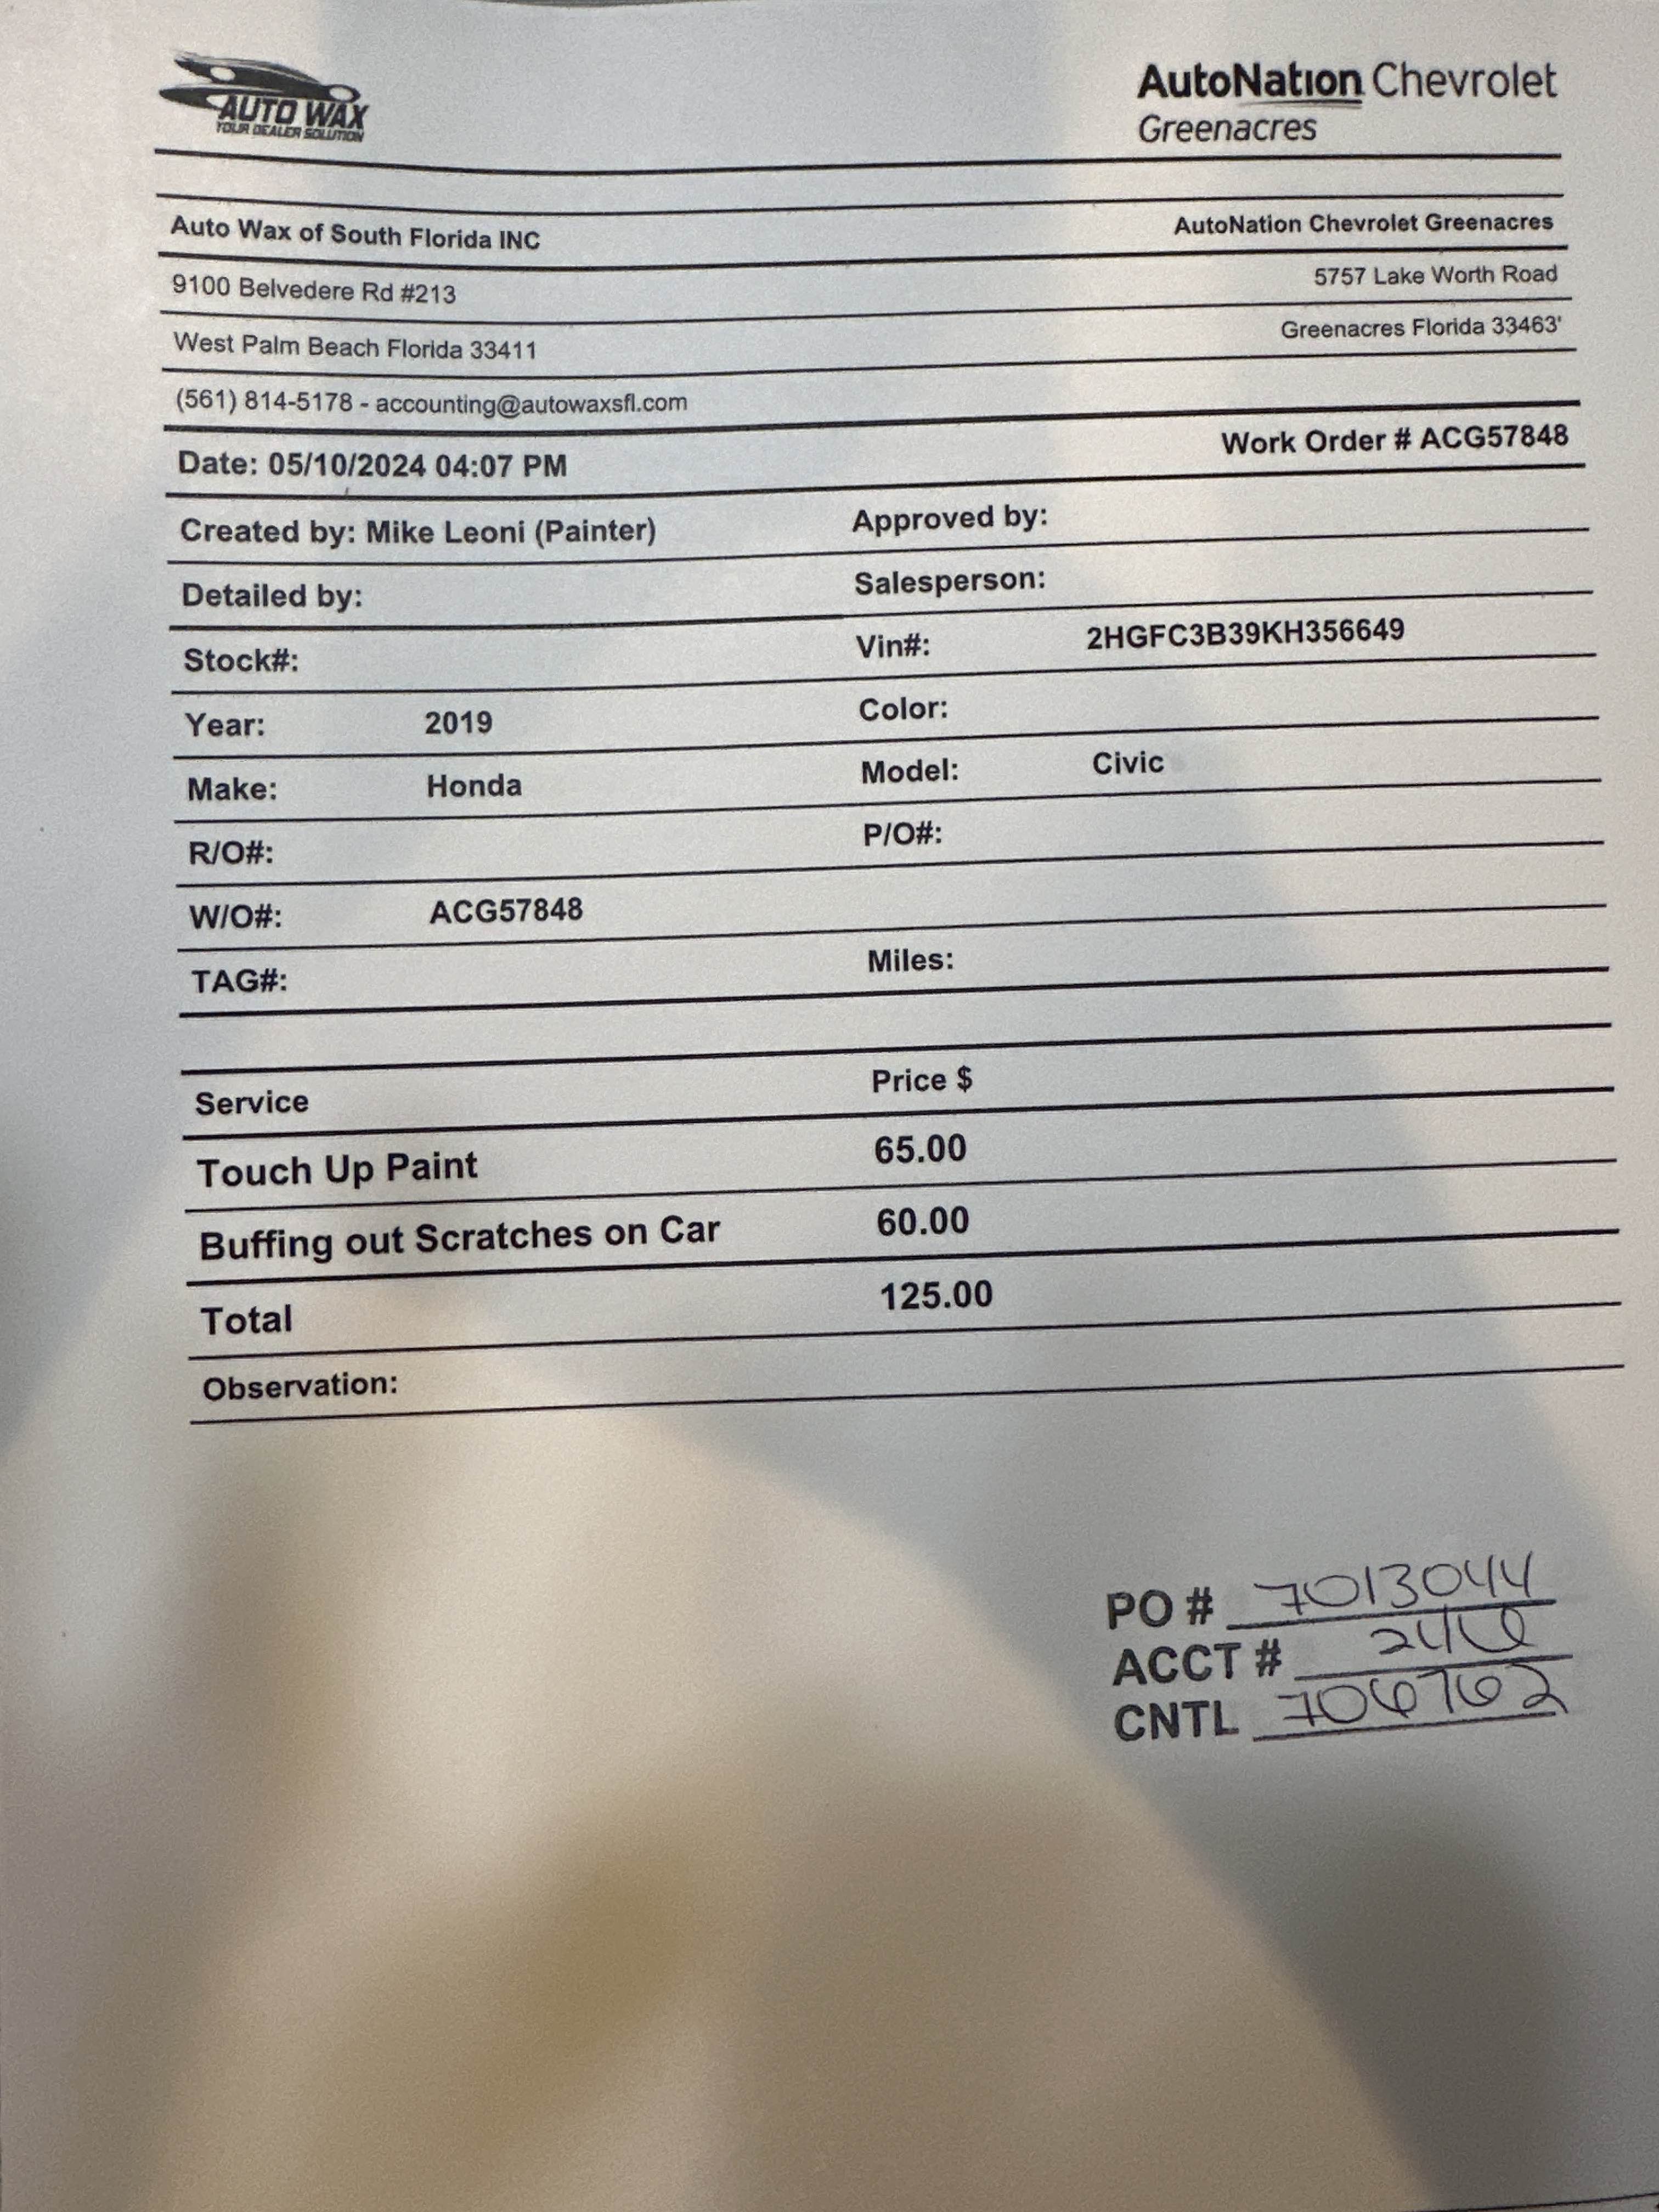 AUTO WAX
YOUR DEALER SOLUTION
AutoNation Chevrolet
Greenacres
Auto Wax of South Florida INC
AutoNation Chevrolet Greenacres
9100 Belvedere Rd #213
5757 Lake Worth Road
West Palm Beach Florida 33411
Greenacres Florida 33463'
(561) 814-5178 - accounting@autowaxsfl.com
Date: 05/10/2024 04:07 PM
Work Order # ACG57848
Created by: Mike Leoni (Painter)
Approved by:
Detailed by:
Salesperson:
Stock#:
Vin#: 2HGFC3B39KH356649
Year: 2019
Color:
Make: Honda
Model: Civic
R/O#:
P/O#:
W/O#: ACG57848
TAG#:
Miles:
Service Price $
Touch Up Paint 65.00
Buffing out Scratches on Car 60.00
Total 125.00
Observation:
PO # 7013044
ACCT #
CNTL 706762